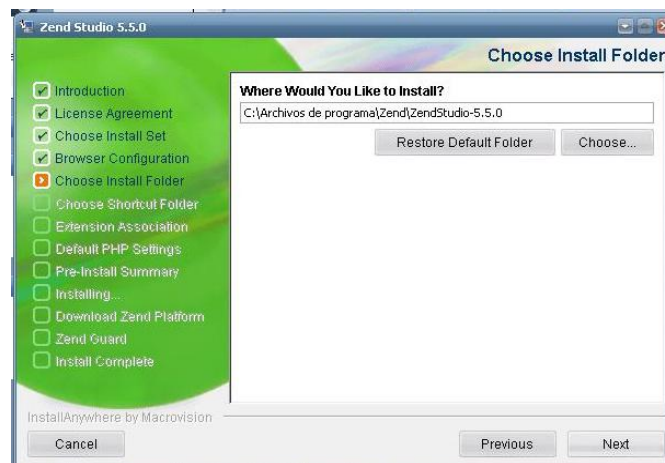 Zend Studio 5.5.0
Choose Install Folder
Introduction
License Agreement
Choose Install Set
Browser Configuration
Choose Install Folder
Choose Shortcut Folder
Extension Association
Default PHP Settings
Pre-Install Summary
Installing...
Download Zend Platform
Zend Guard
Install Complete
Where Would You Like to Install?
C:\Archivos de programa\Zend\ZendStudio-5.5.0
Restore Default Folder
Choose...
InstallAnywhere by Macrovision
Cancel
Previous
Next